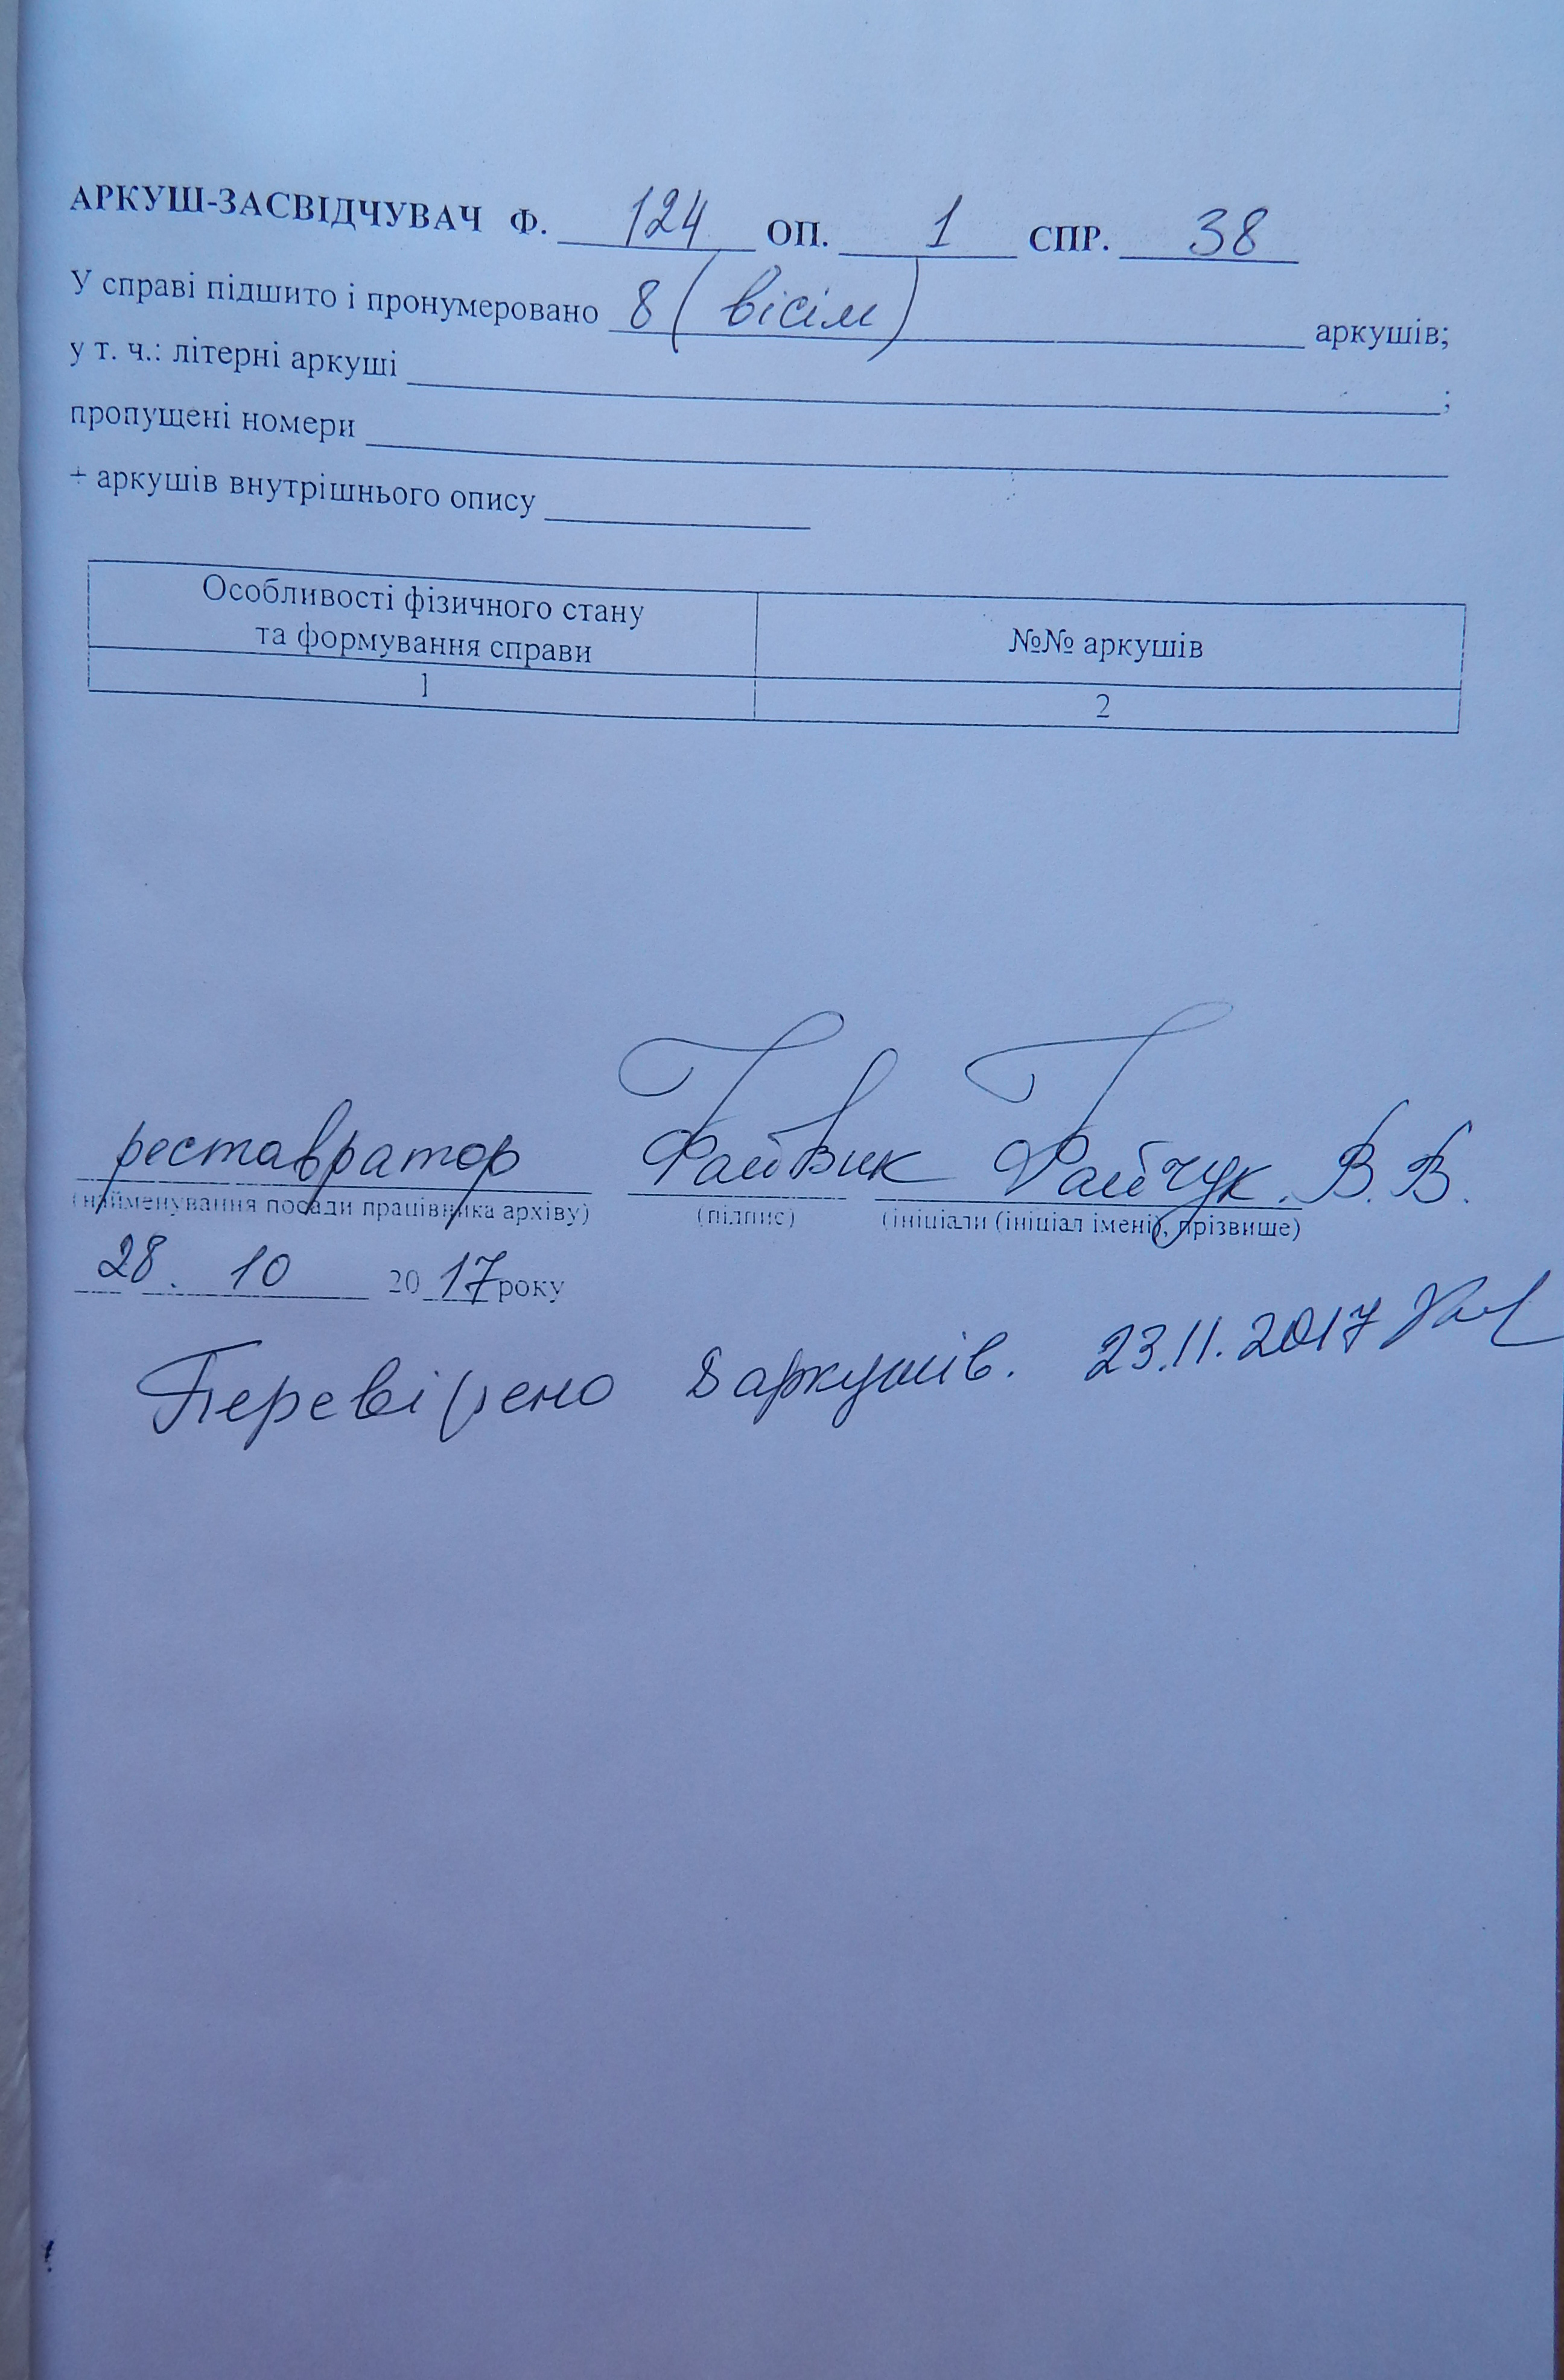 АРКУШ-ЗАСВІДЧУВАЧ Ф. 124 ОП. 1 СПР. 38
У справі підшито і пронумеровано 8 (вісім) аркушів;
у т. ч.: літерні аркуші ;
пропущені номери
+ аркушів внутрішнього опису
Особливості фізичного стану
та формування справи
№№ аркушів
1
2
реставратор В. В.
(найменування посади працівника архіву) (підпис) (ініціали (ініціал імені), прізвище)
28. 10 2017 року
Перевірено 8 аркушів. 23.11.2017